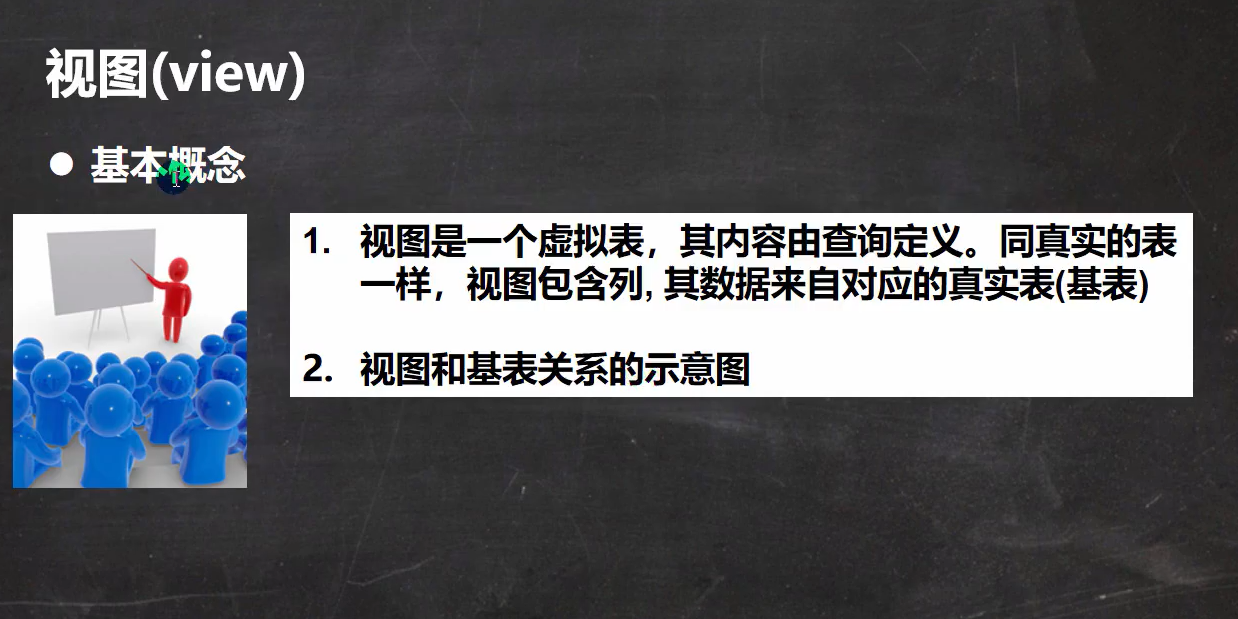 视图(view)
● 基本概念
1. 视图是一个虚拟表，其内容由查询定义。同真实的表
一样，视图包含列, 其数据来自对应的真实表(基表)
2. 视图和基表关系的示意图